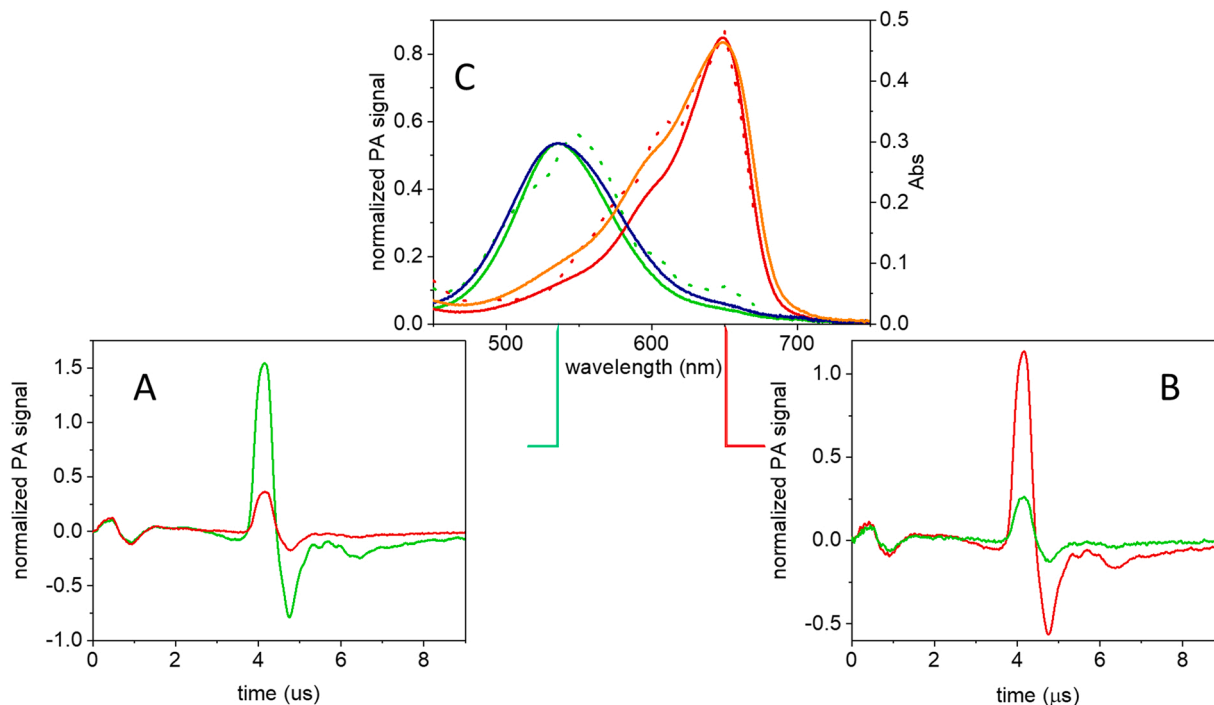 C
normalized PA signal
0.8
0.6
0.4
0.2
0.0
0.5
0.4
0.3
0.2
0.1
0.0
Abs
500 600 700
wavelength (nm)
A
normalized PA signal
1.5
1.0
0.5
0.0
-0.5
-1.0
0 2 4 6 8
time (us)
B
normalized PA signal
1.0
0.5
0.0
-0.5
0 2 4 6 8
time (μs)